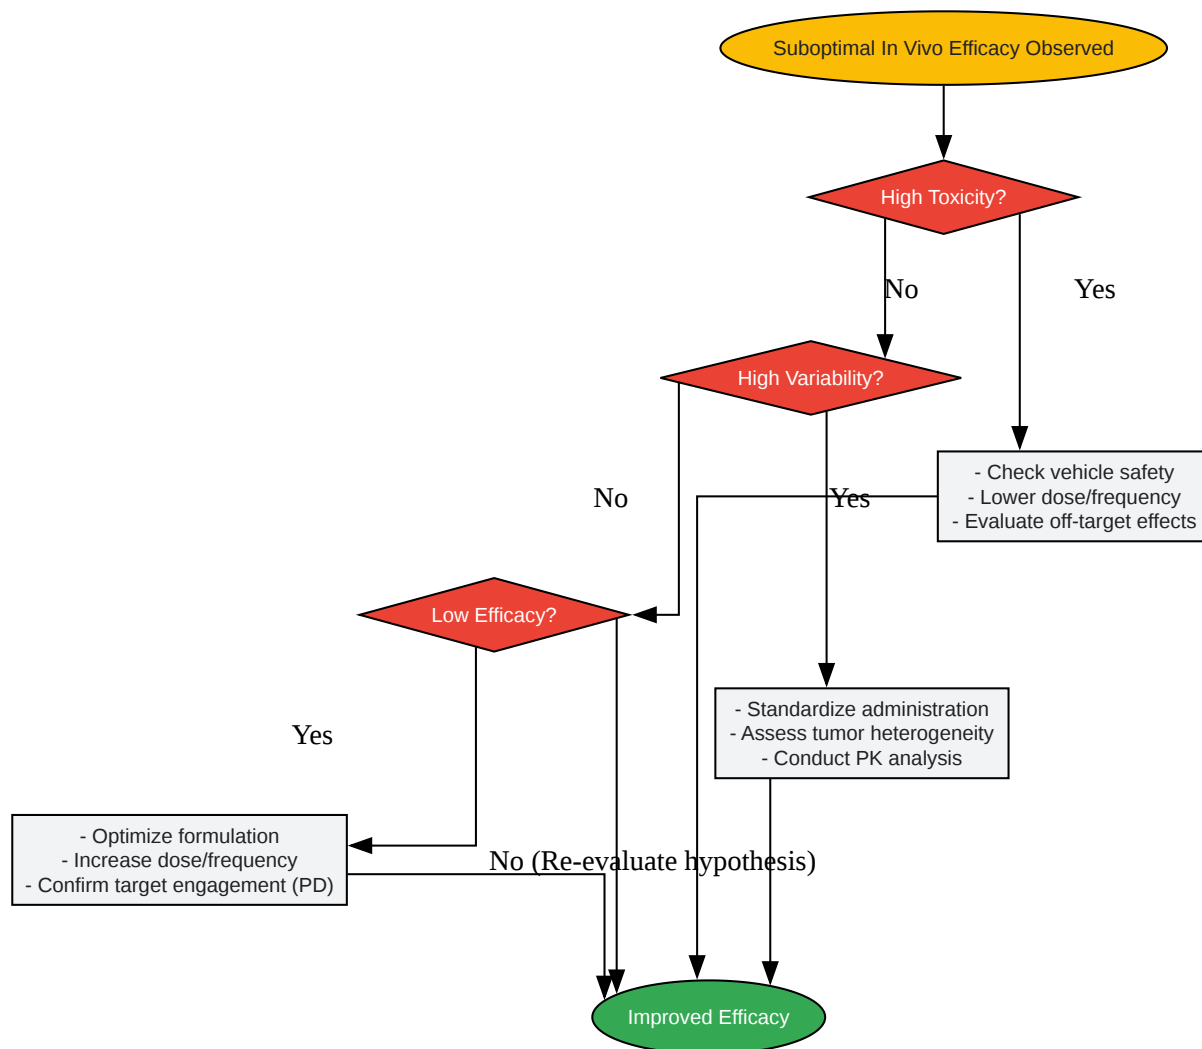 Suboptimal In Vivo Efficacy Observed
High Toxicity?
No
Yes
High Variability?
- Check vehicle safety
- Lower dose/frequency
- Evaluate off-target effects
No
Yes
Low Efficacy?
- Standardize administration
- Assess tumor heterogeneity
- Conduct PK analysis
Yes
- Optimize formulation
- Increase dose/frequency
- Confirm target engagement (PD)
No (Re-evaluate hypothesis)
Improved Efficacy